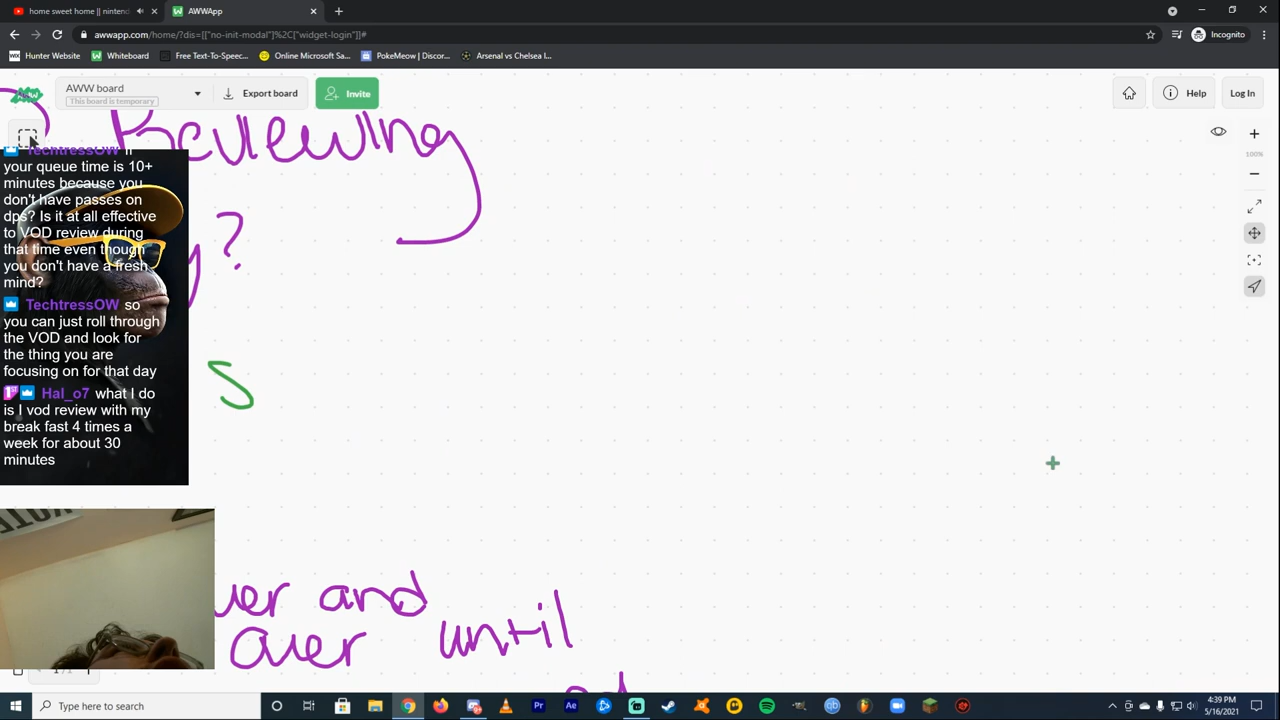 home sweet home || nintend
AWWApp
awwapp.com/home/?dis=[["no-init-modal"]%2C["widget-login"]]#
Incognito
Hunter Website
Whiteboard
Free Text-To-Speec...
Online Microsoft Sa...
PokeMeow | Discor...
Arsenal vs Chelsea l...
AWW board
This board is temporary
Export board
Invite
Help
Log In
100%
Reviewing
?
TechtressOW if
your queue time is 10+
minutes because you
don't have passes on
dps? Is it at all effective
to VOD review during
that time even though
you don't have a fresh
mind?
TechtressOW so
you can just roll through
the VOD and look for
the thing you are
focusing on for that day
Hal_o7 what I do
is I vod review with my
break fast 4 times a
week for about 30
minutes
S
and
over until
1 / 1
Type here to search
4:39 PM
5/16/2021